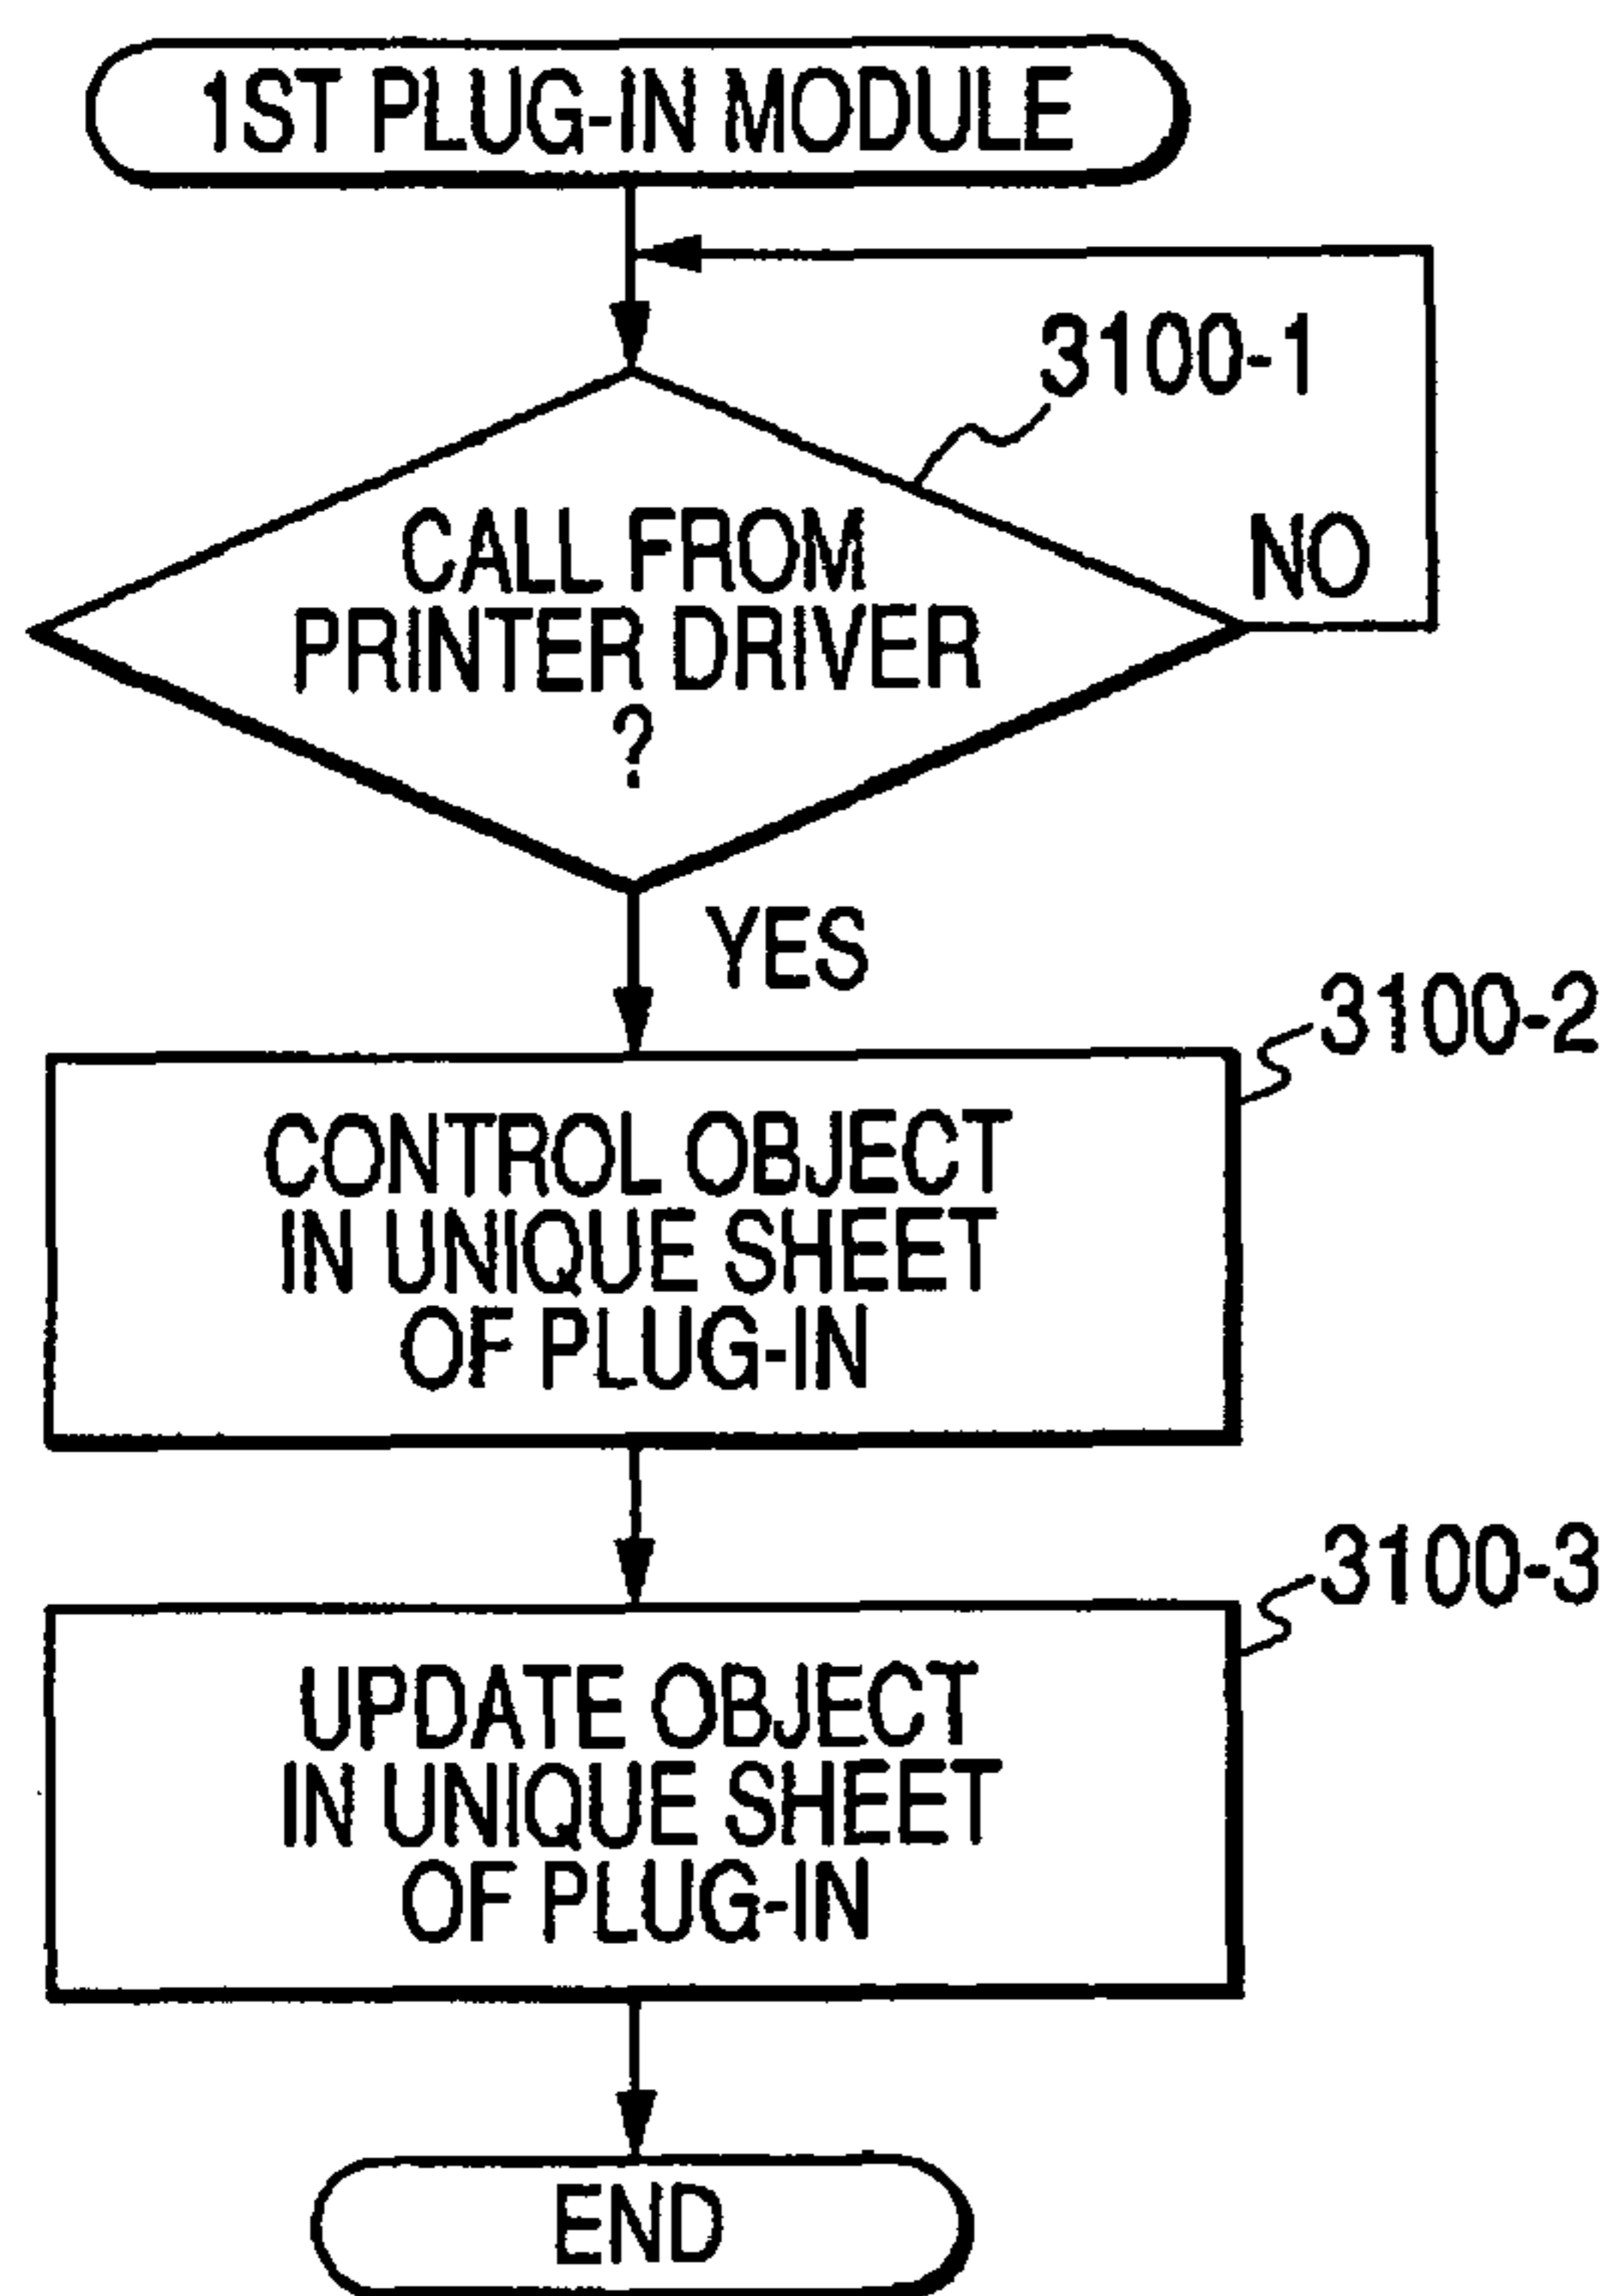 1ST PLUG-IN MODULE
3100-1
CALL FROM
PRINTER DRIVER
?
NO
YES
3100-2
CONTROL OBJECT
IN UNIQUE SHEET
OF PLUG-IN
3100-3
UPDATE OBJECT
IN UNIQUE SHEET
OF PLUG-IN
END